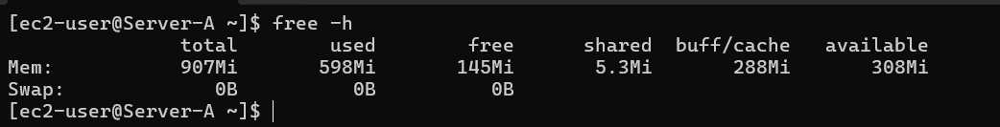 [ec2-user@Server-A ~]$ free -h
               total        used        free      shared  buff/cache   available
Mem:           907Mi       598Mi       145Mi       5.3Mi       288Mi       308Mi
Swap:             0B          0B          0B
[ec2-user@Server-A ~]$